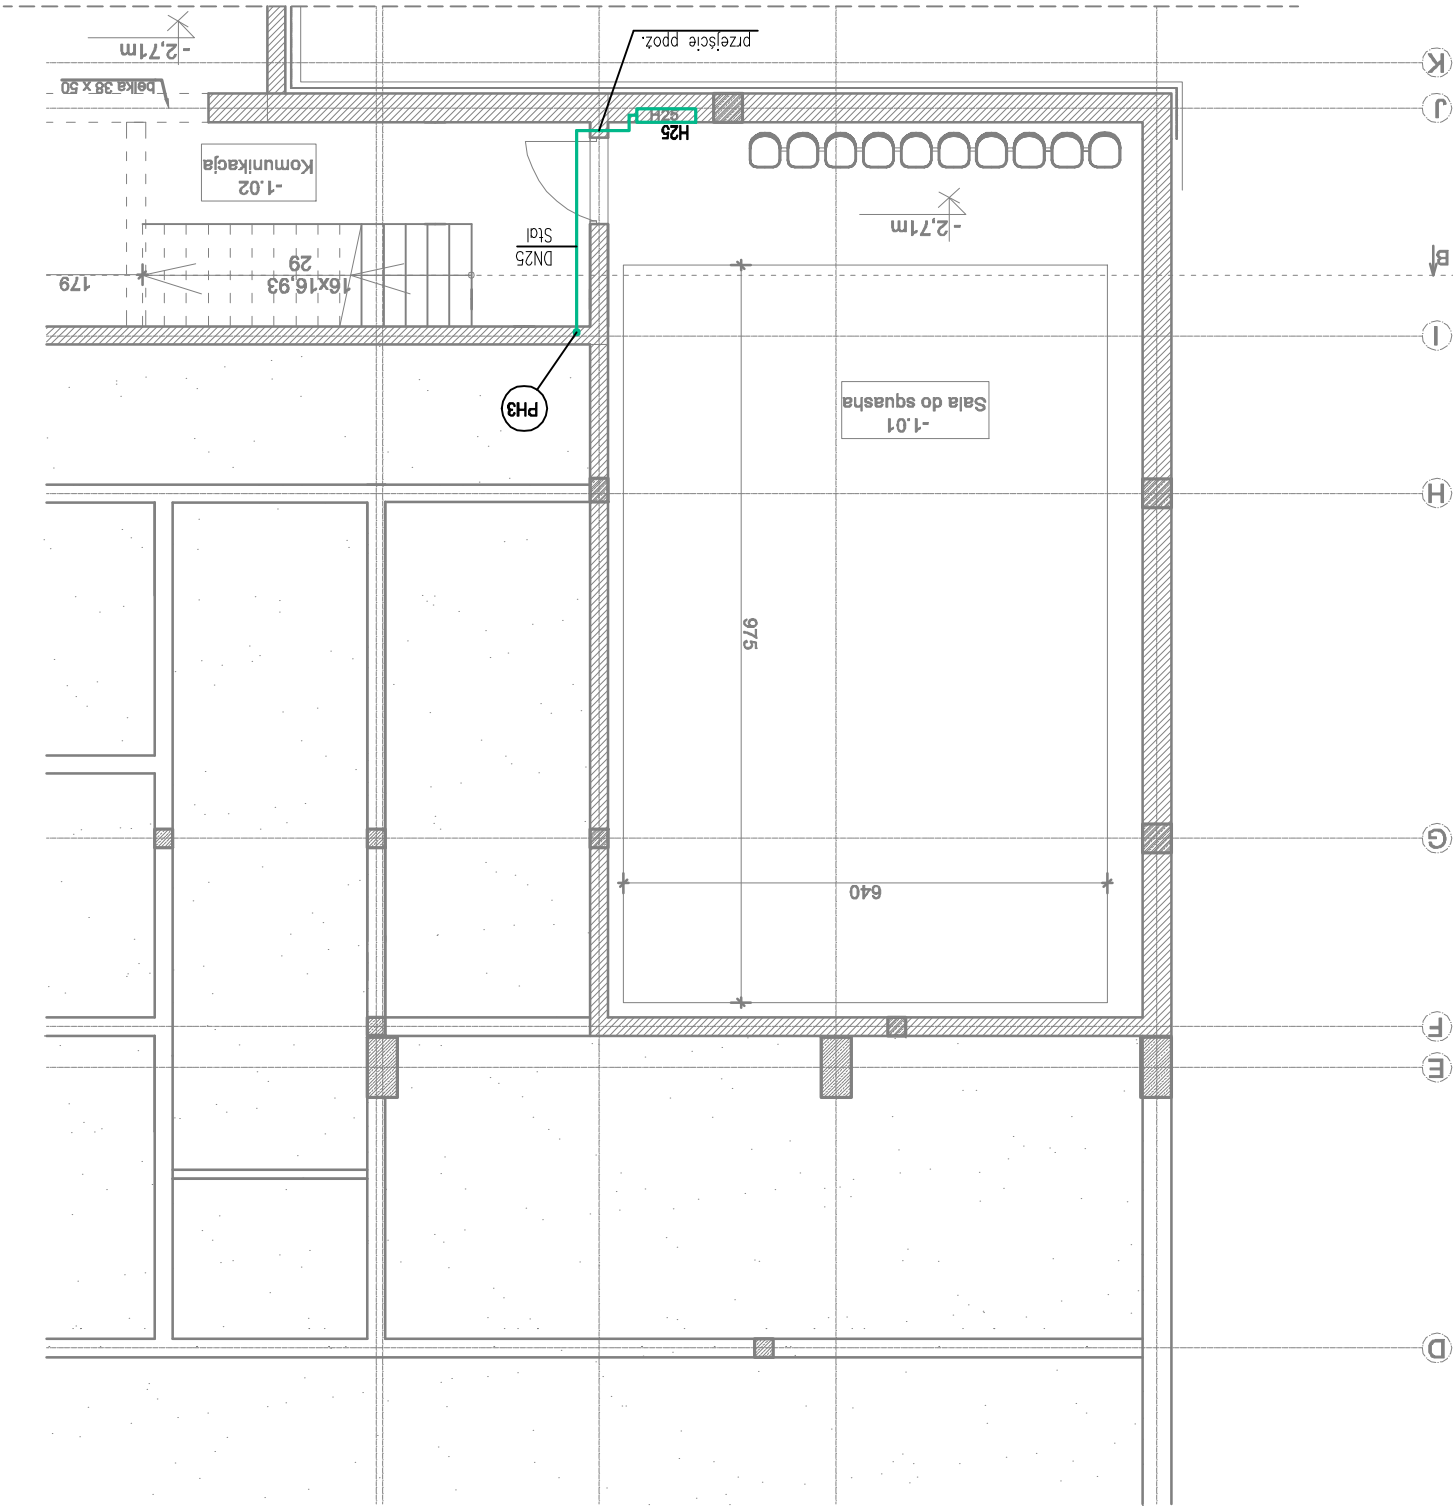 D
E
F
640
G
975
H
-1.01
Sala do squasha
PH3
I
16x16,93
29
179
B
DN25
Stal
-2,71m
-1.02
Komunikacja
H25
H25
J
belka 38 x 50
K
-2,71m
przejście ppoż.